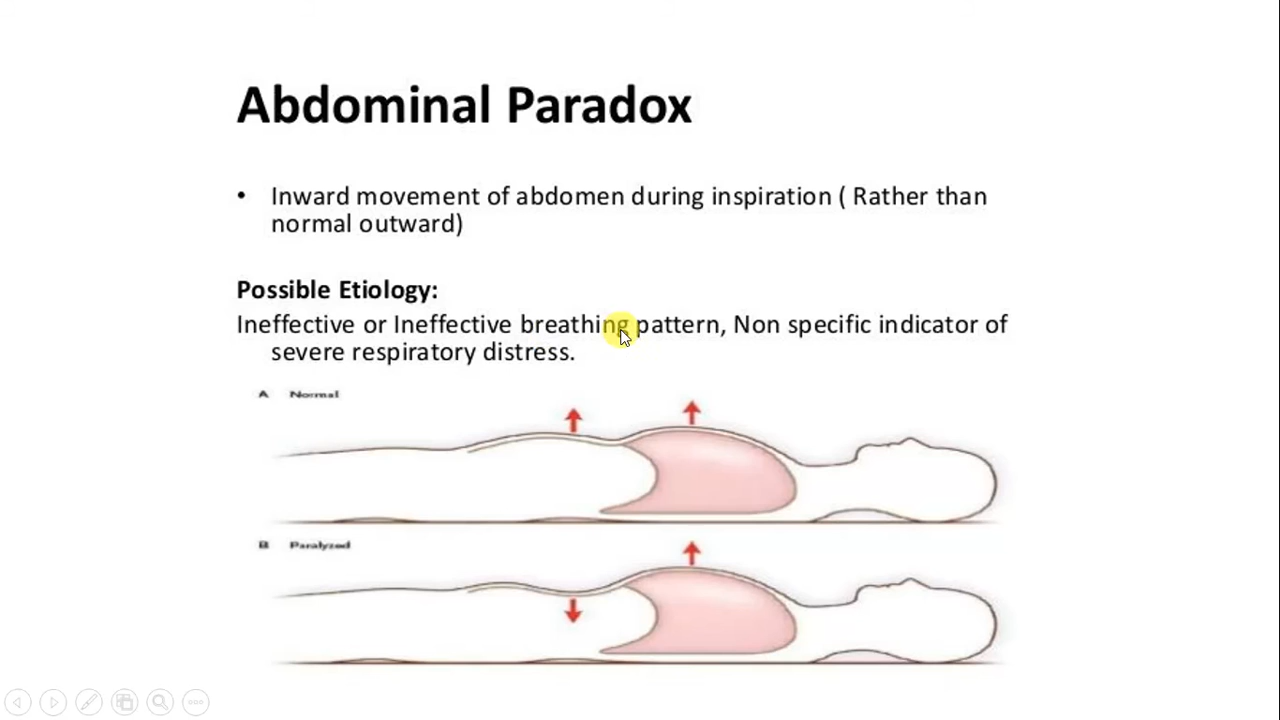 Abdominal Paradox
• Inward movement of abdomen during inspiration ( Rather than
normal outward)
Possible Etiology:
Ineffective or Ineffective breathing pattern, Non specific indicator of
severe respiratory distress.
A Normal
B Paralyzed